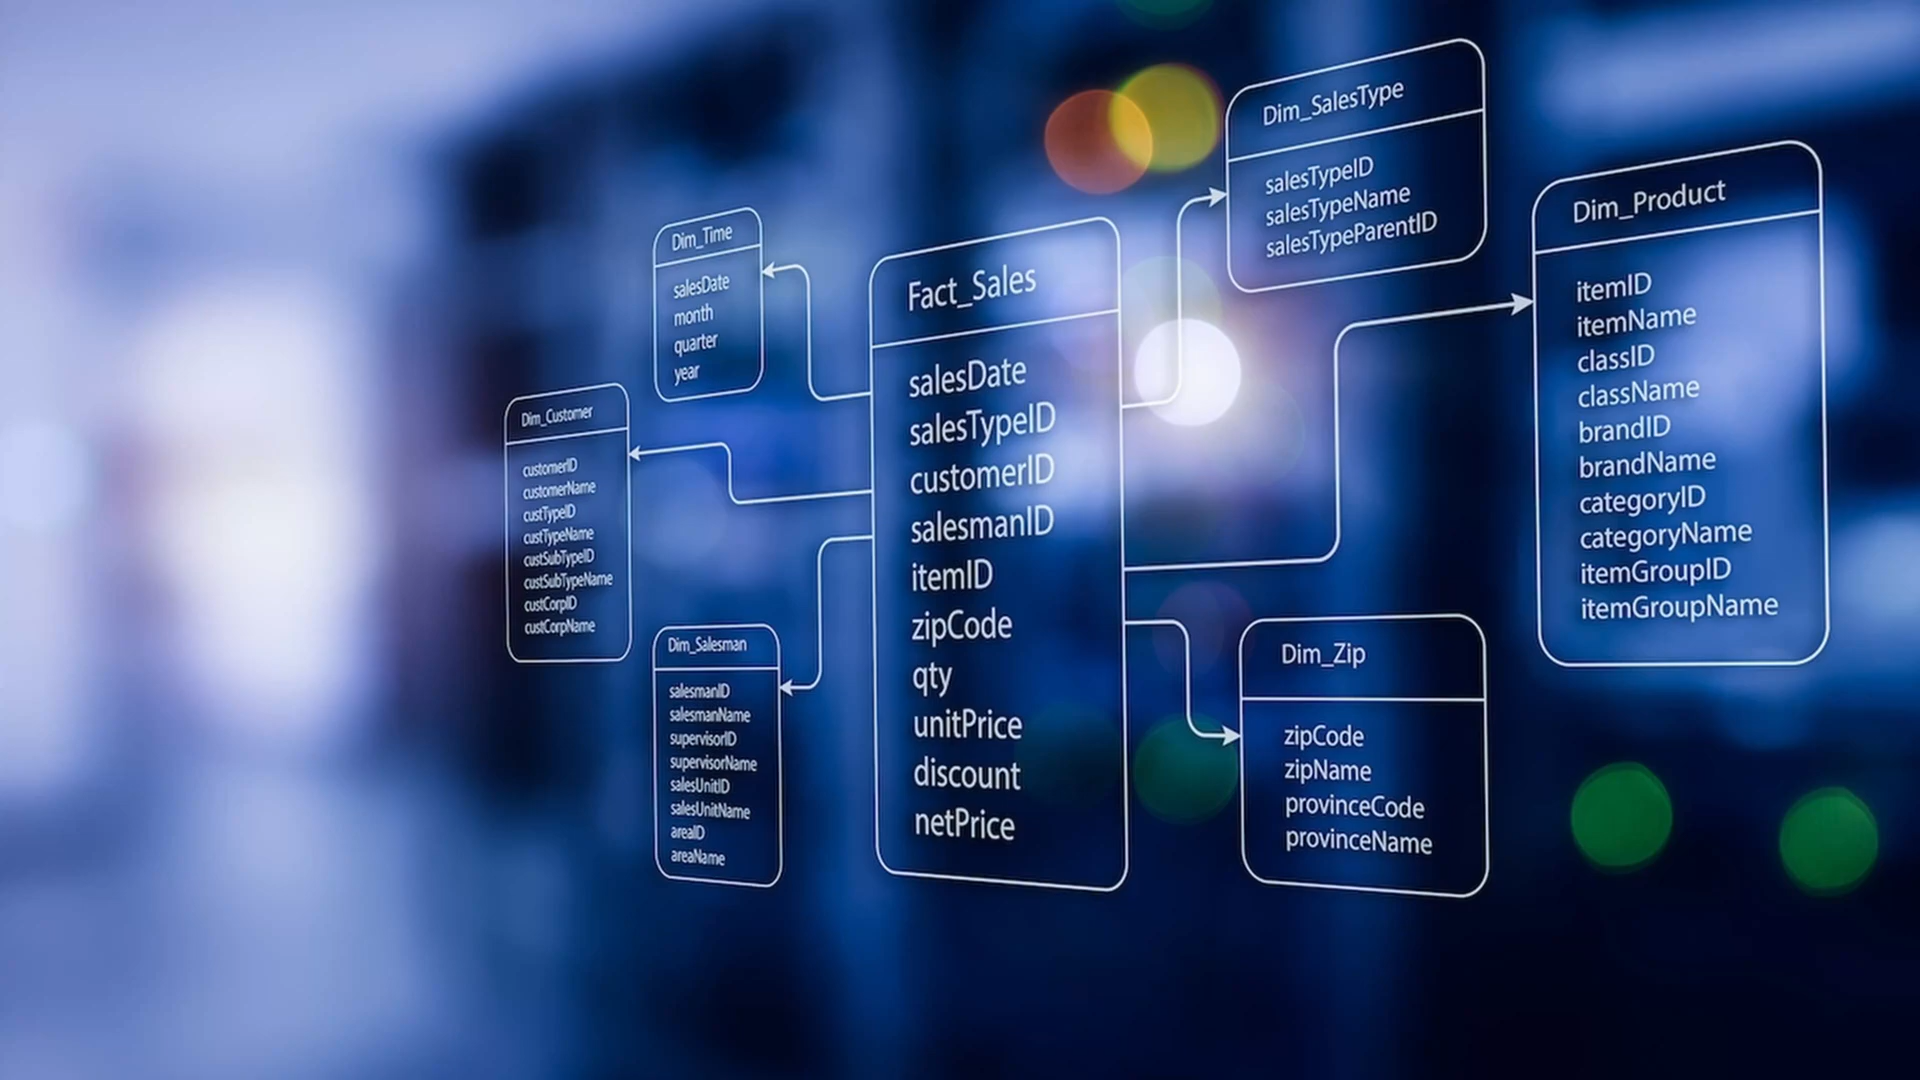 Dim_Time
salesDate
month
quarter
year
Dim_Customer
customerID
customerName
custTypeID
custTypeName
custSubTypeID
custSubTypeName
custCorpID
custCorpName
Dim_Salesman
salesmanID
salesmanName
supervisorID
supervisorName
salesUnitID
salesUnitName
areaID
areaName
Fact_Sales
salesDate
salesTypeID
customerID
salesmanID
itemID
zipCode
qty
unitPrice
discount
netPrice
Dim_SalesType
salesTypeID
salesTypeName
salesTypeParentID
Dim_Product
itemID
itemName
classID
className
brandID
brandName
categoryID
categoryName
itemGroupID
itemGroupName
Dim_Zip
zipCode
zipName
provinceCode
provinceName